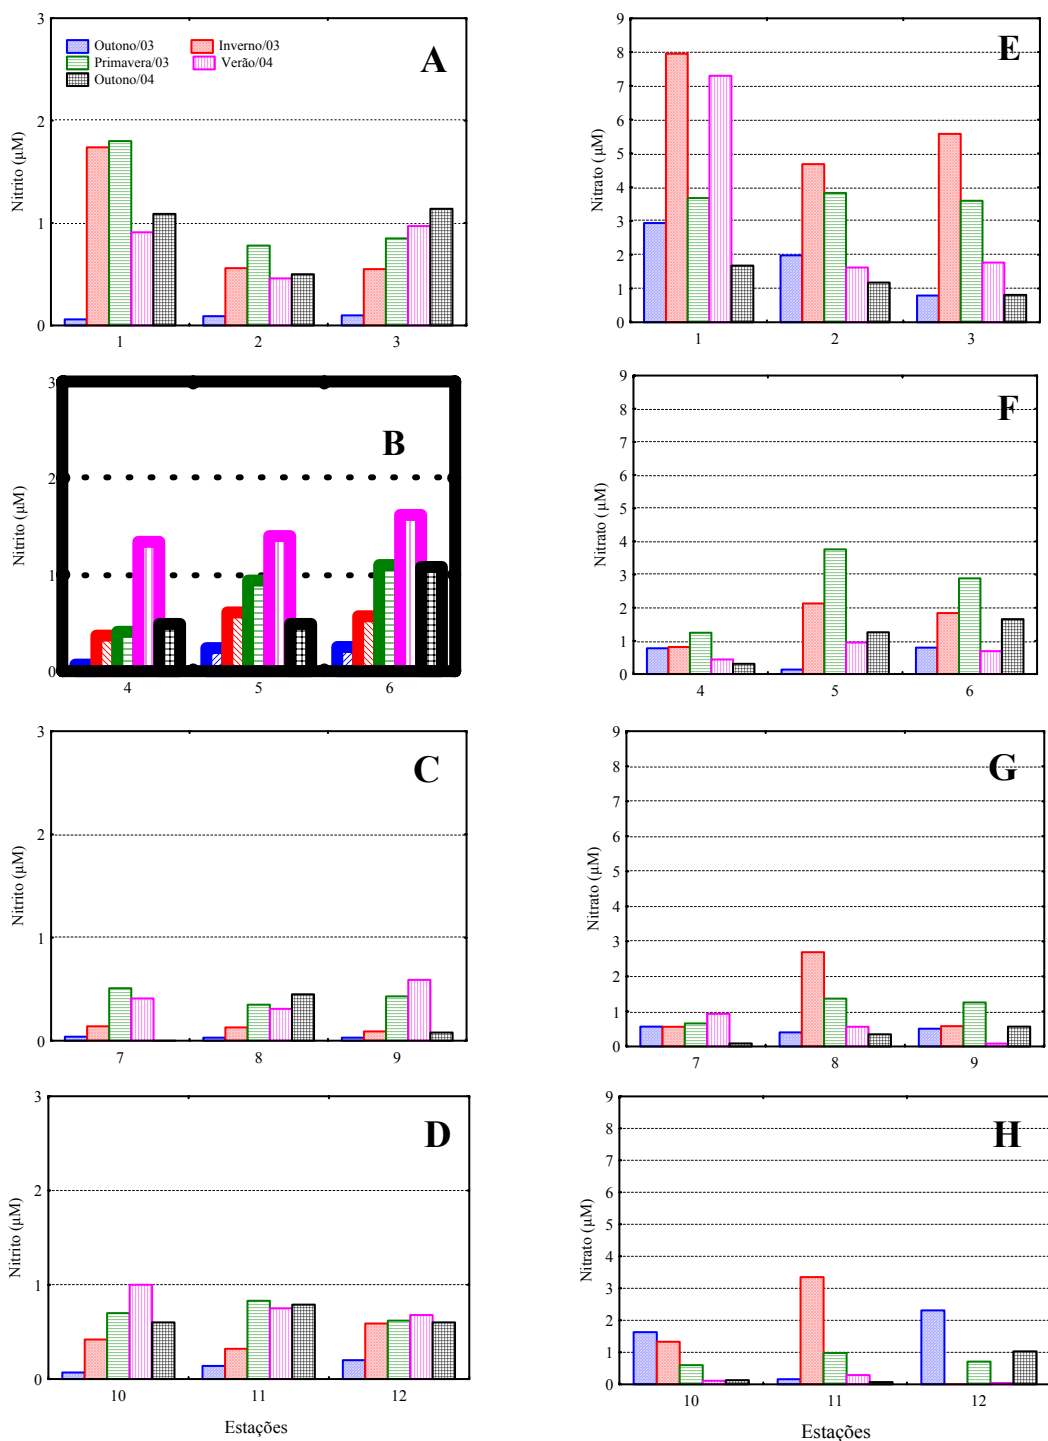 3
2
1
0
Nitrito (µM)
Outono/03
Inverno/03
Primavera/03
Verão/04
Outono/04
A
1 2 3
9
8
7
6
5
4
3
2
1
0
Nitrato (µM)
E
1 2 3
3
2
1
0
Nitrito (µM)
B
4 5 6
9
8
7
6
5
4
3
2
1
0
Nitrato (µM)
F
4 5 6
3
2
1
0
Nitrito (µM)
C
7 8 9
9
8
7
6
5
4
3
2
1
0
Nitrato (µM)
G
7 8 9
3
2
1
0
Nitrito (µM)
D
10 11 12
Estações
9
8
7
6
5
4
3
2
1
0
Nitrato (µM)
H
10 11 12
Estações